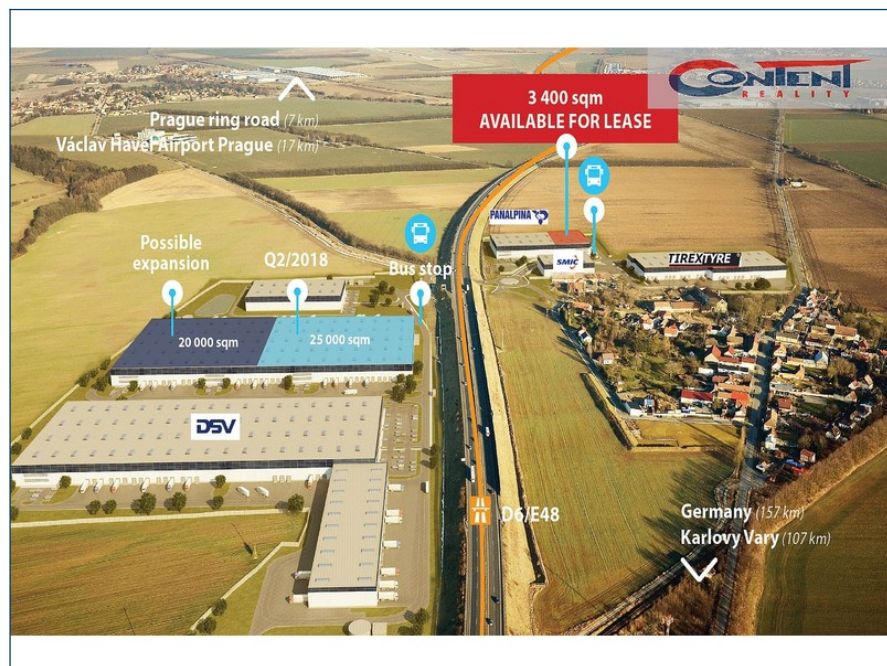 CONTENT
REALITY
3 400 sqm
AVAILABLE FOR LEASE
Prague ring road (7 km)
Václav Havel Airport Prague (17 km)
PANALPINA
Possible
expansion
Q2/2018
Bus stop
SMIC
TIREXTYRE
20 000 sqm
25 000 sqm
DSV
D6/E48
Germany (157 km)
Karlovy Vary (107 km)